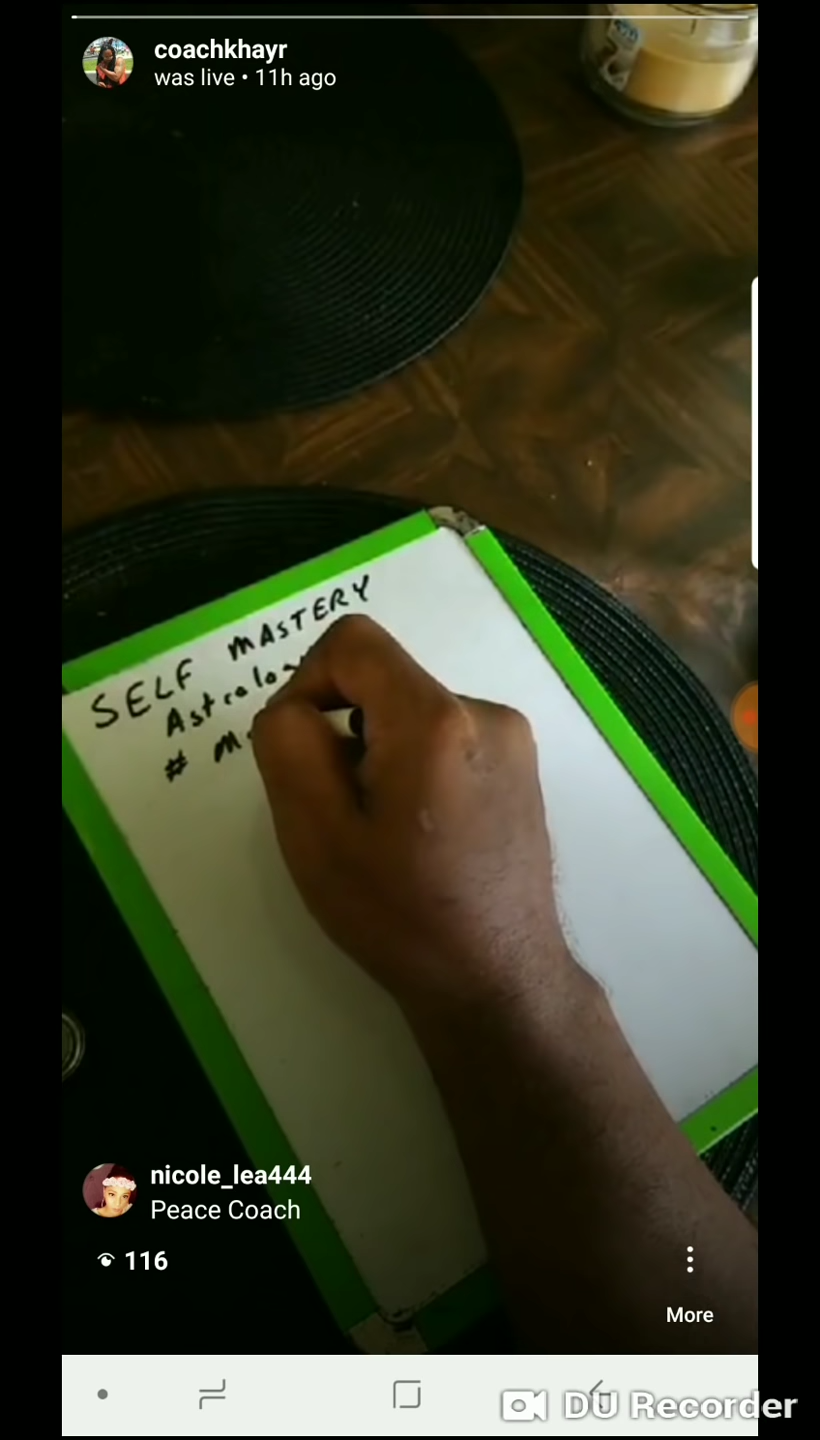 coachkhayr
was live • 11h ago
SELF MASTERY
#
nicole_lea444
Peace Coach
116
More
DU Recorder